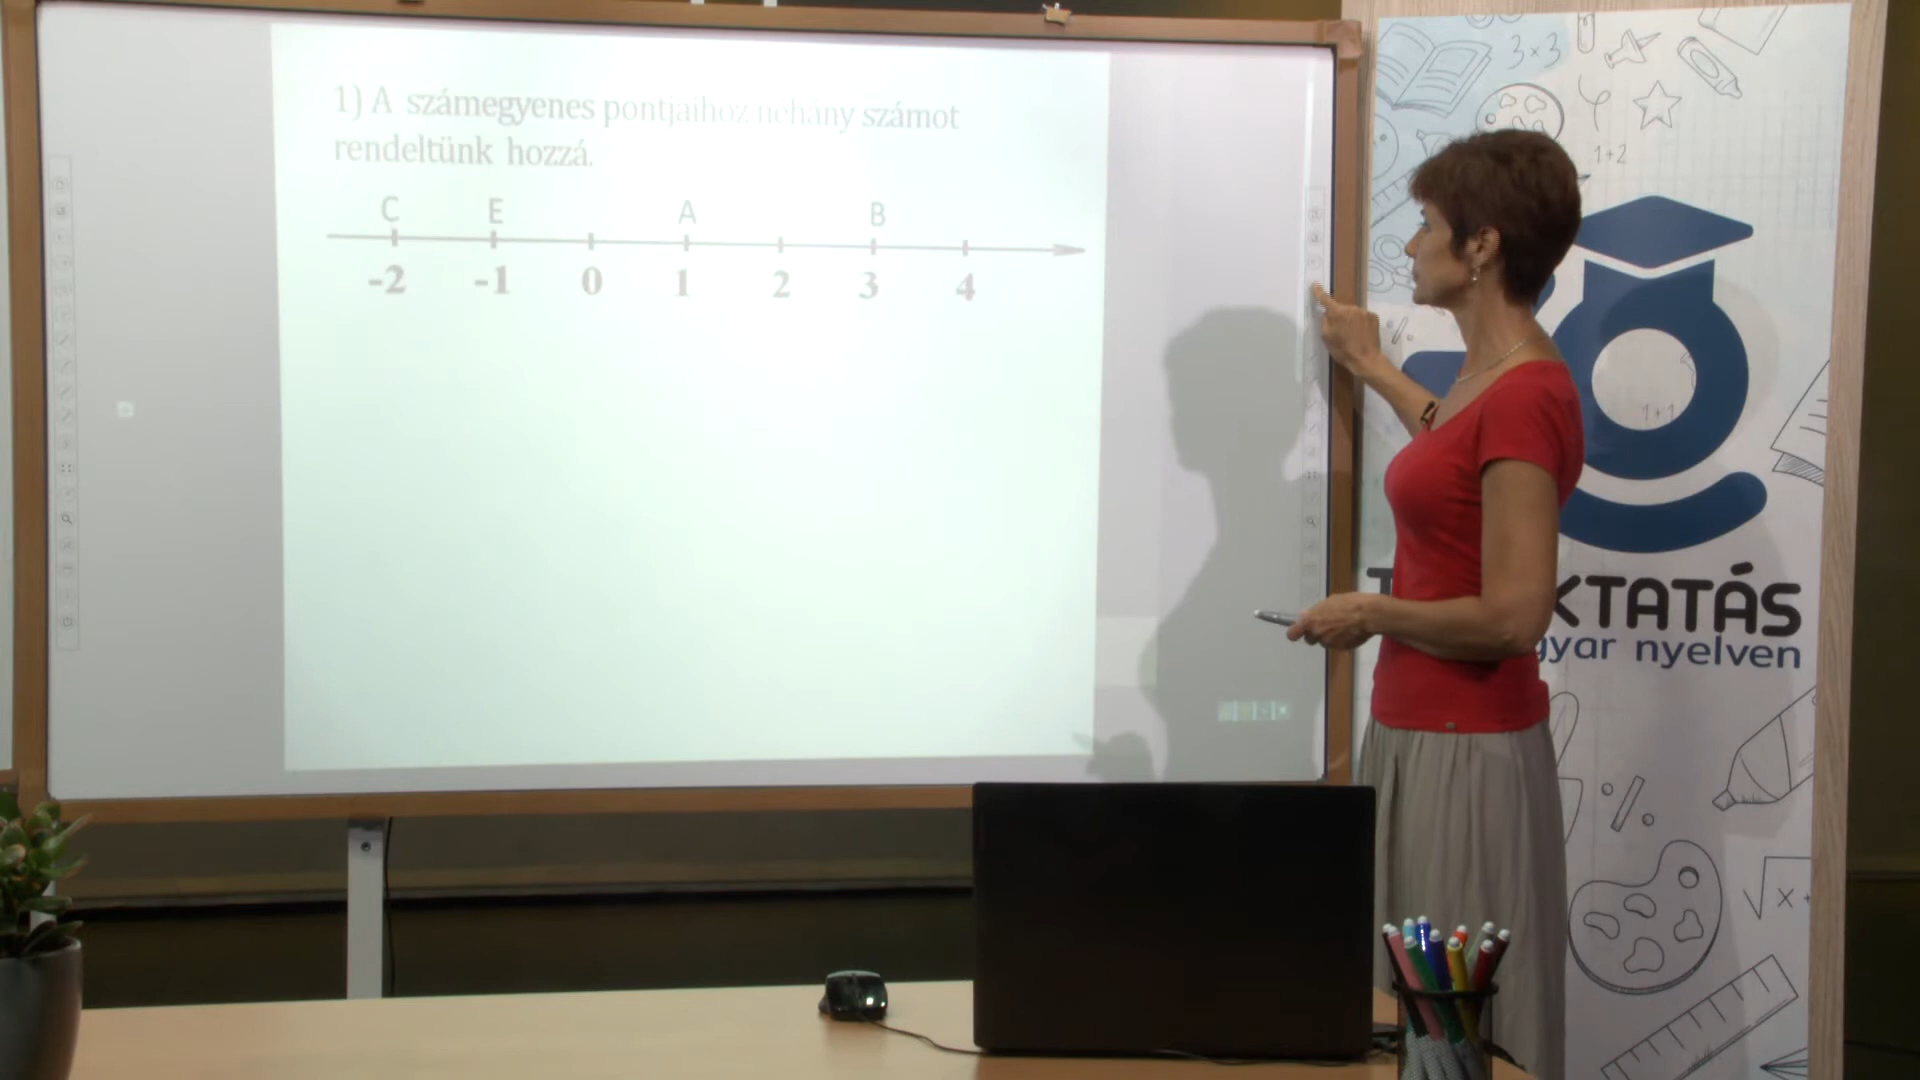 1) A számegyenes pontjaihoz néhány számot
rendeltünk hozzá.
C E A B
-2 -1 0 1 2 3 4
3×3
1+2
1+1
%
KTATÁS
gyar nyelven
%
√x+